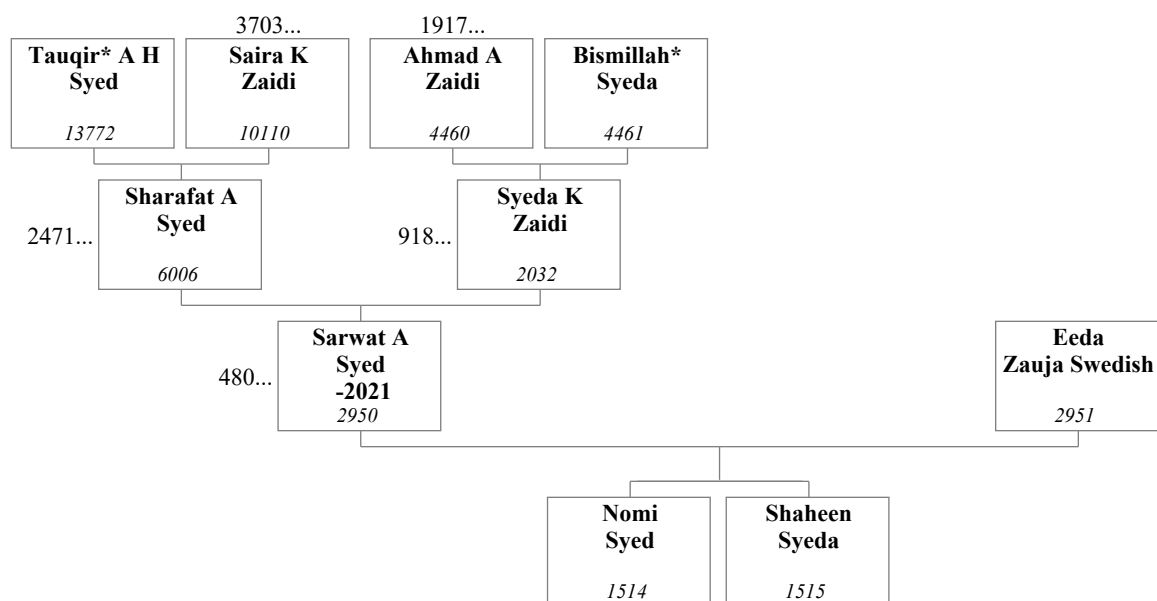 3703...
1917...
Tauqir* A H
Syed
13772
Saira K
Zaidi
10110
Ahmad A
Zaidi
4460
Bismillah*
Syeda
4461
2471...
Sharafat A
Syed
6006
918...
Syeda K
Zaidi
2032
480...
Sarwat A
Syed
-2021
2950
Eeda
Zauja Swedish
2951
Nomi
Syed
1514
Shaheen
Syeda
1515